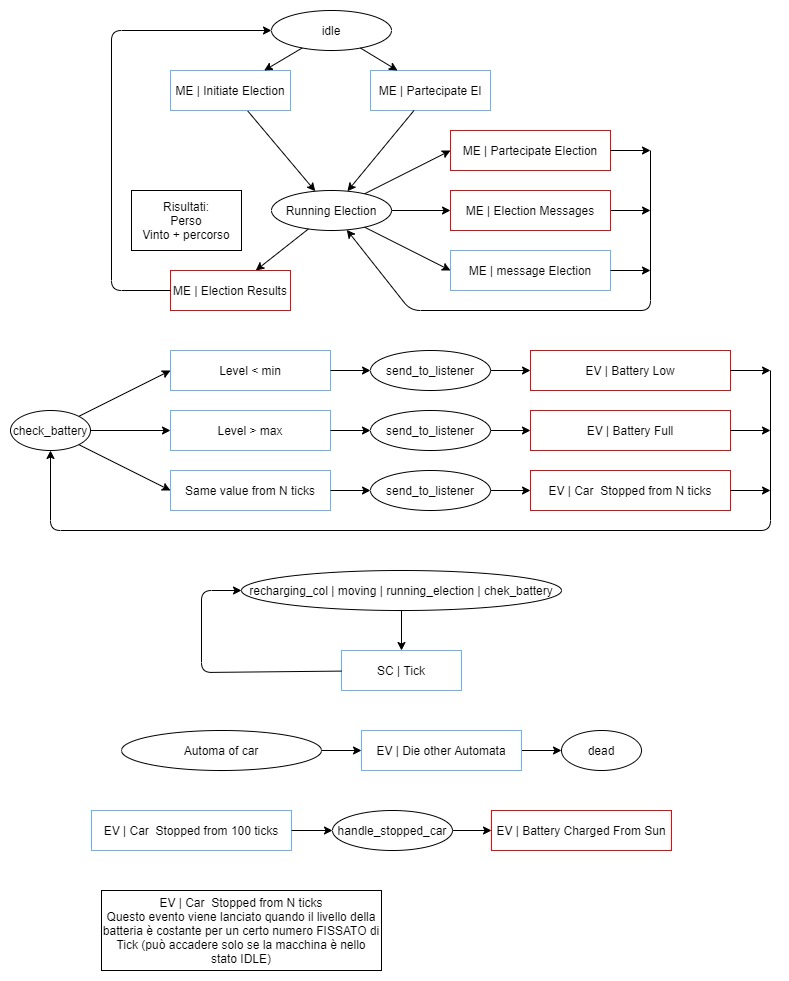 idle
ME | Initiate Election
ME | Partecipate El
ME | Partecipate Election
Risultati:
Perso
Vinto + percorso
Running Election
ME | Election Messages
ME | message Election
ME | Election Results
Level < min
send_to_listener
EV | Battery Low
check_battery
Level > max
send_to_listener
EV | Battery Full
Same value from N ticks
send_to_listener
EV | Car  Stopped from N ticks
recharging_col | moving | running_election | chek_battery
SC | Tick
Automa of car
EV | Die other Automata
dead
EV | Car  Stopped from 100 ticks
handle_stopped_car
EV | Battery Charged From Sun
EV | Car  Stopped from N ticks
Questo evento viene lanciato quando il livello della
batteria è costante per un certo numero FISSATO di
Tick (può accadere solo se la macchina è nello
stato IDLE)